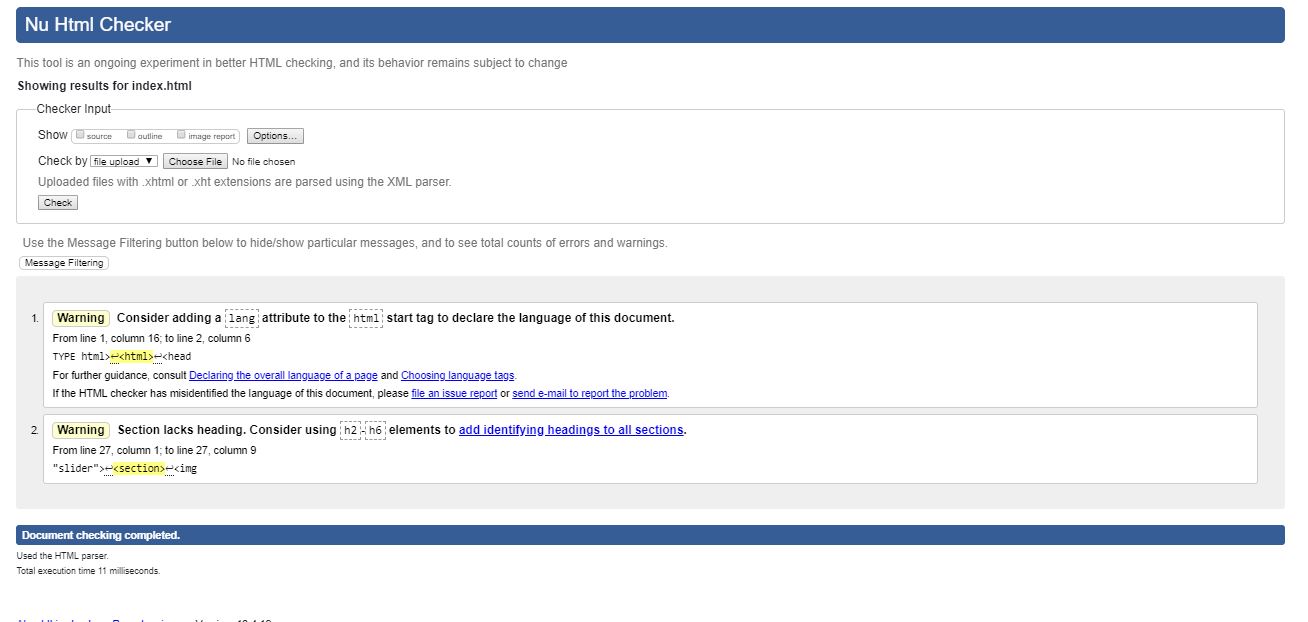 Nu Html Checker
This tool is an ongoing experiment in better HTML checking, and its behavior remains subject to change
Showing results for index.html
Checker Input
Show source outline image report Options...
Check by file upload ▼ Choose File No file chosen
Uploaded files with .xhtml or .xht extensions are parsed using the XML parser.
Check
Use the Message Filtering button below to hide/show particular messages, and to see total counts of errors and warnings.
Message Filtering
1. Warning Consider adding a lang attribute to the html start tag to declare the language of this document.
From line 1, column 16; to line 2, column 6
TYPE html>↩<html>↩<head
For further guidance, consult Declaring the overall language of a page and Choosing language tags.
If the HTML checker has misidentified the language of this document, please file an issue report or send e-mail to report the problem.
2. Warning Section lacks heading. Consider using h2-h6 elements to add identifying headings to all sections.
From line 27, column 1; to line 27, column 9
"slider">↩<section>↩<img
Document checking completed.
Used the HTML parser.
Total execution time 11 milliseconds.